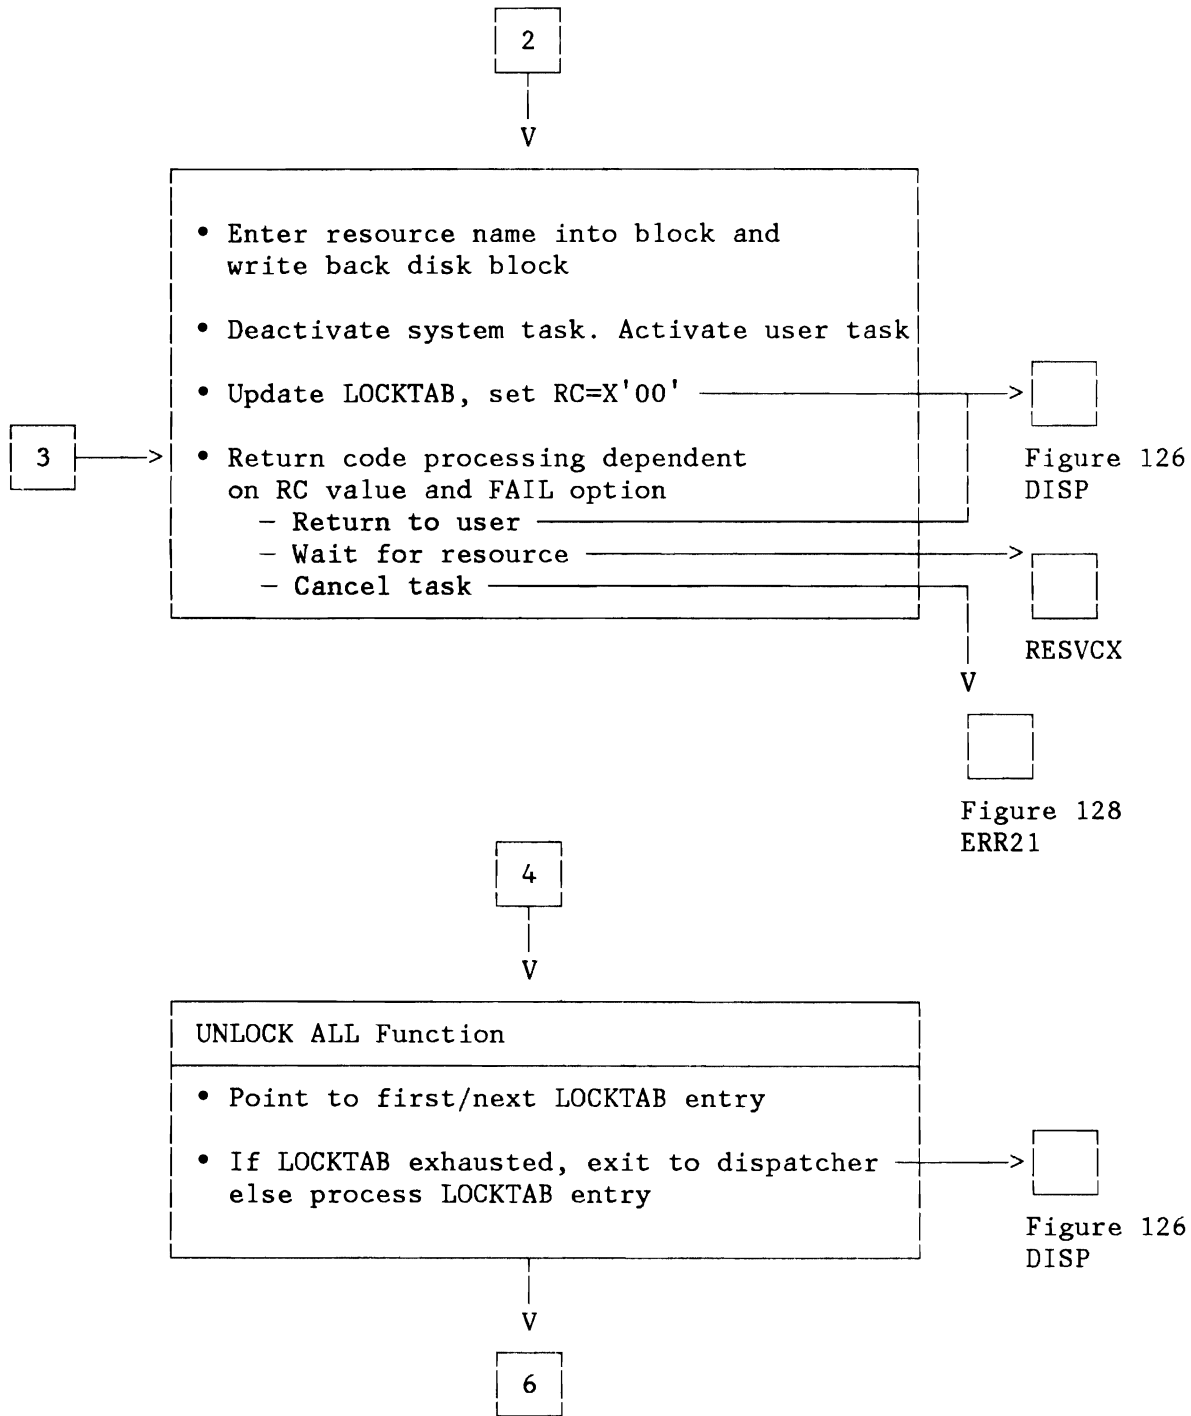 2
V
• Enter resource name into block and
write back disk block
• Deactivate system task. Activate user task
• Update LOCKTAB, set RC=X'00'
>
3
>
• Return code processing dependent
on RC value and FAIL option
– Return to user
– Wait for resource
>
– Cancel task
Figure 126
DISP
RESVCX
V
Figure 128
ERR21
4
V
UNLOCK ALL Function
• Point to first/next LOCKTAB entry
• If LOCKTAB exhausted, exit to dispatcher
>
else process LOCKTAB entry
Figure 126
DISP
V
6